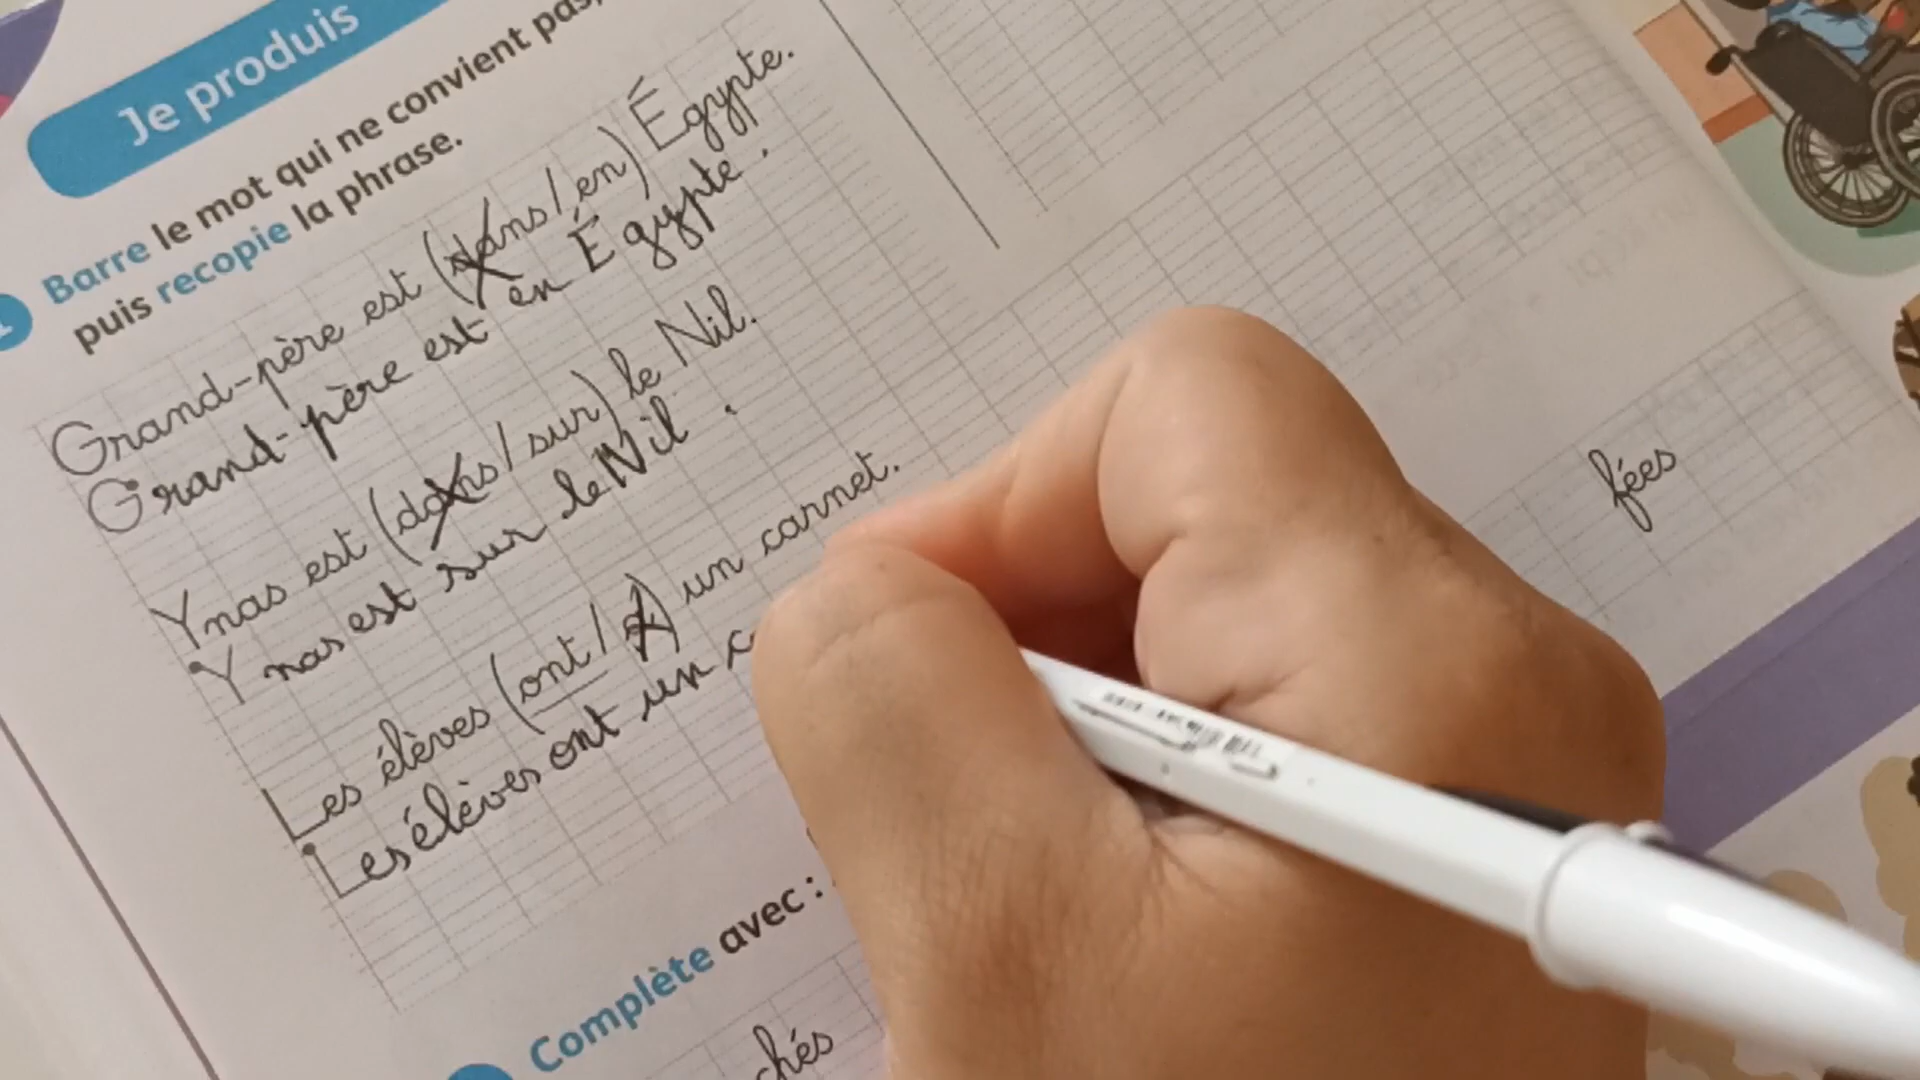 Je produis
Barre le mot qui ne convient pas,
puis recopie la phrase.
Grand-père est (dans / en) Égypte.
Grand-père est en Égypte.
Ynas est (dans / sur) le Nil.
Ynas est sur le Nil.
Les élèves (ont / ) un carnet.
Les élèves ont un c
Complète avec :
chés
fées